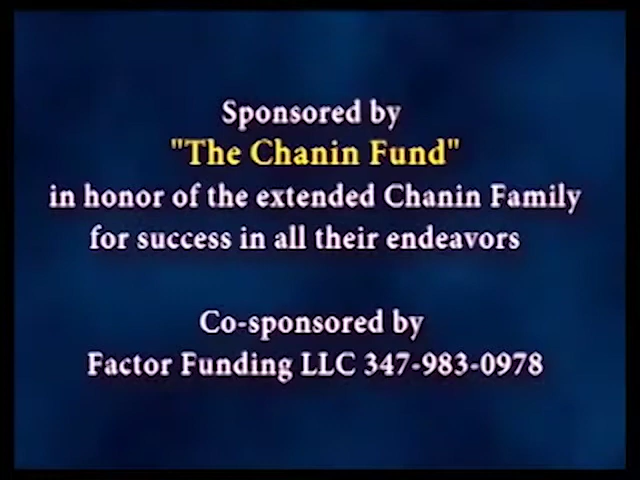 Sponsored by
"The Chanin Fund"
in honor of the extended Chanin Family
for success in all their endeavors
Co-sponsored by
Factor Funding LLC 347-983-0978